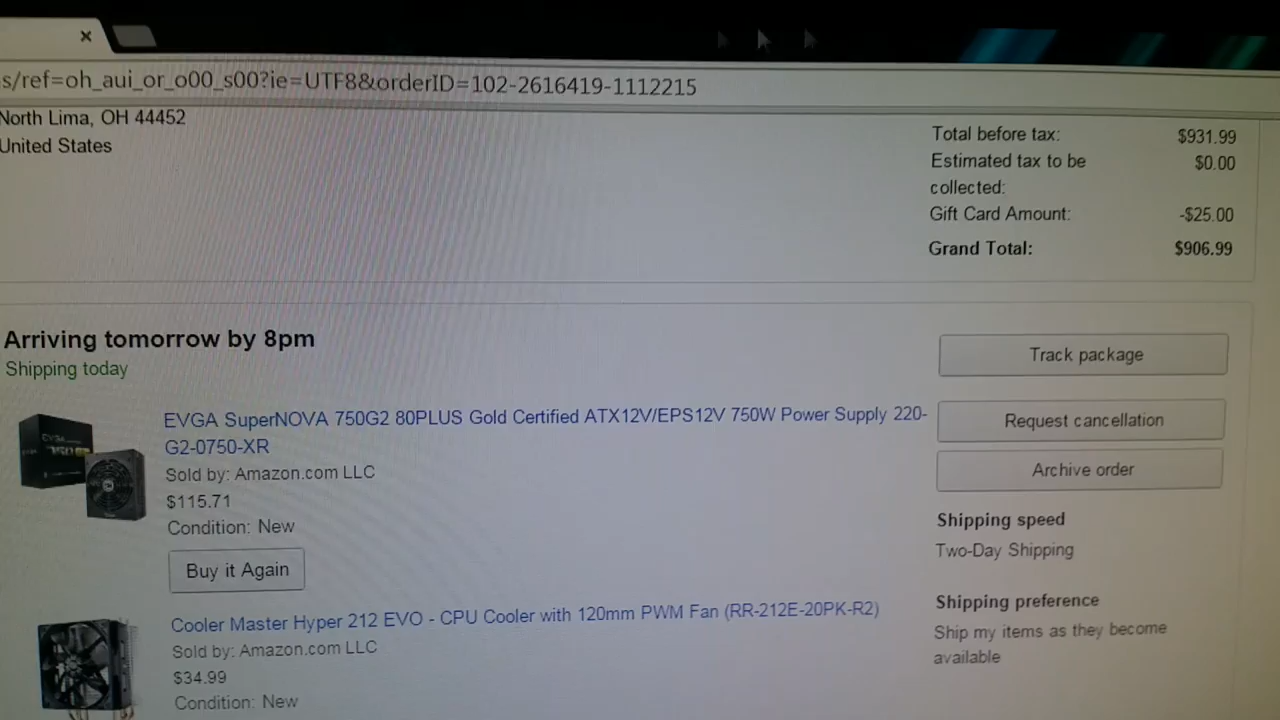 s/ref=oh_aui_or_o00_s00?ie=UTF8&orderID=102-2616419-1112215
North Lima, OH 44452
United States
Total before tax: $931.99
Estimated tax to be $0.00
collected:
Gift Card Amount: -$25.00
Grand Total: $906.99
Arriving tomorrow by 8pm
Shipping today
EVGA SuperNOVA 750G2 80PLUS Gold Certified ATX12V/EPS12V 750W Power Supply 220-
G2-0750-XR
Sold by: Amazon.com LLC
$115.71
Condition: New
Buy it Again
Cooler Master Hyper 212 EVO - CPU Cooler with 120mm PWM Fan (RR-212E-20PK-R2)
Sold by: Amazon.com LLC
$34.99
Condition: New
Track package
Request cancellation
Archive order
Shipping speed
Two-Day Shipping
Shipping preference
Ship my items as they become
available